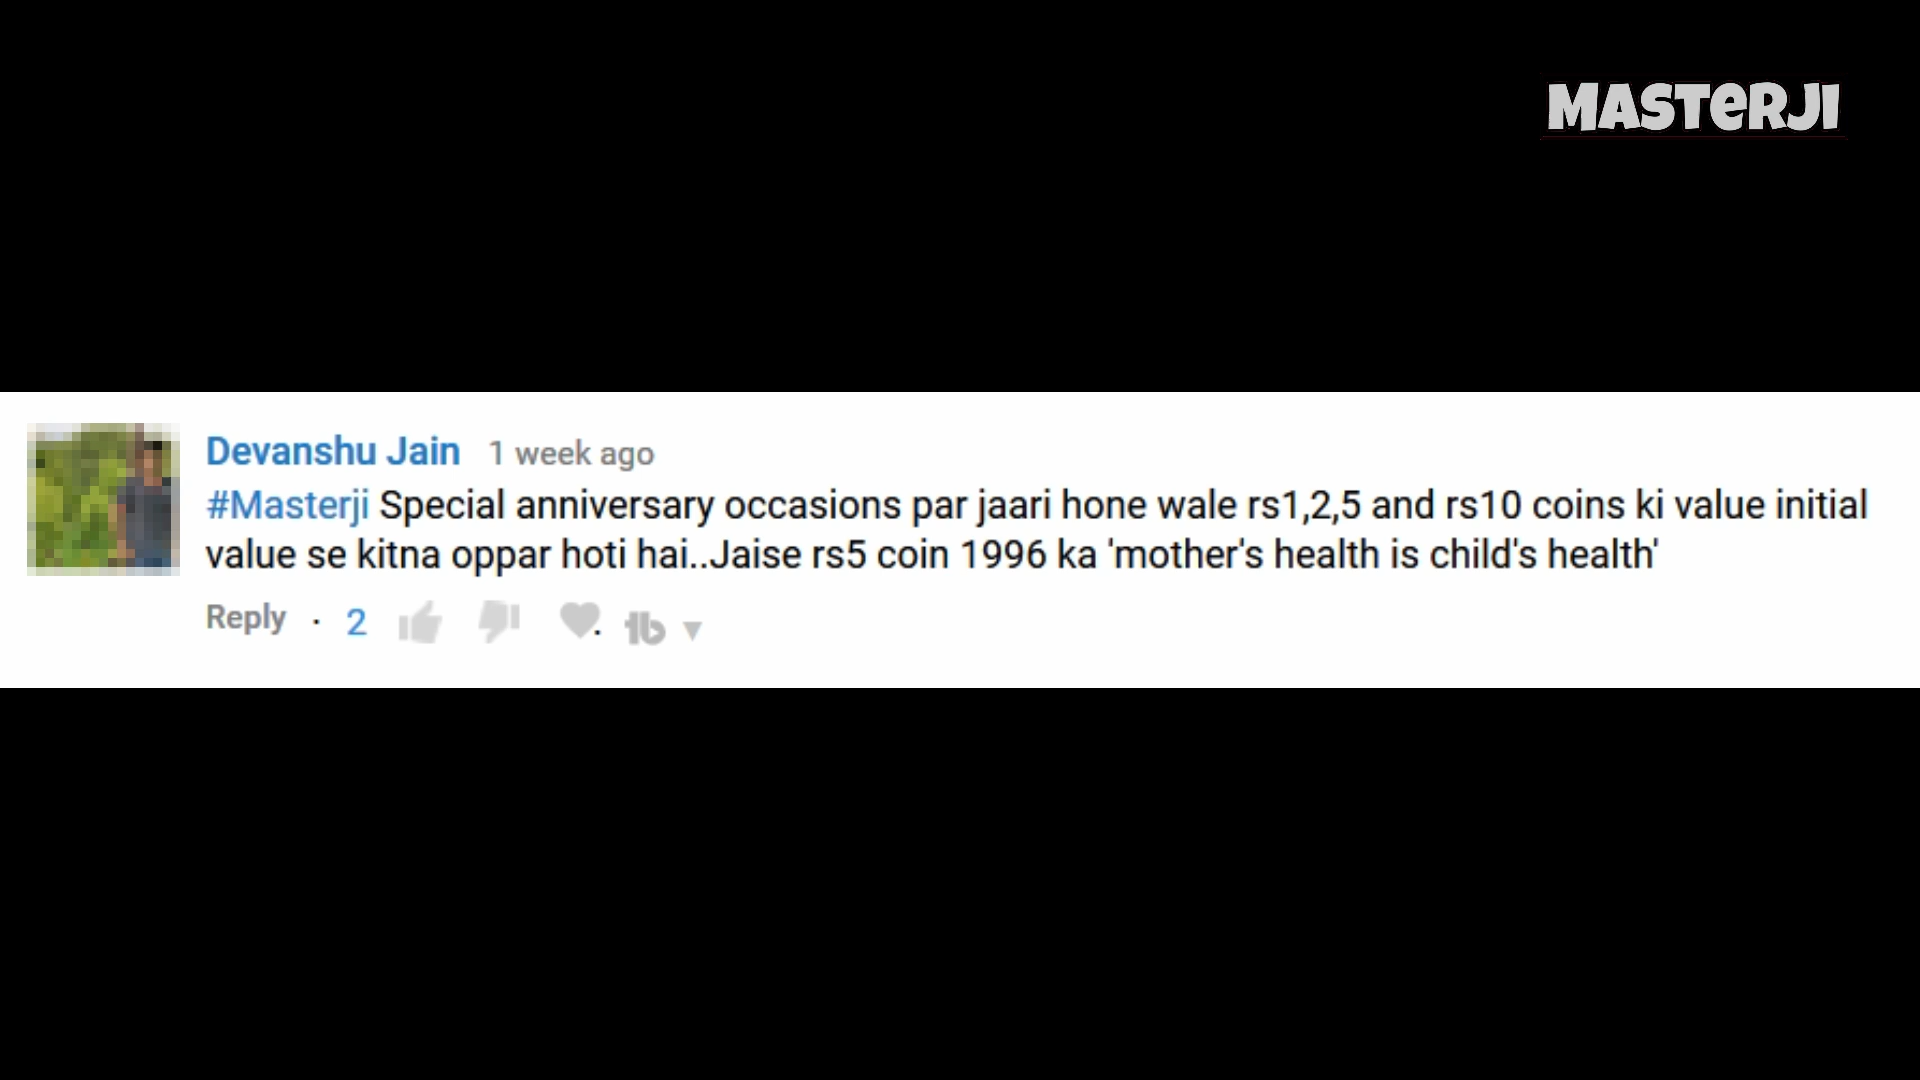 MASTERJI
Devanshu Jain 1 week ago
#Masterji Special anniversary occasions par jaari hone wale rs1,2,5 and rs10 coins ki value initial
value se kitna oppar hoti hai..Jaise rs5 coin 1996 ka 'mother's health is child's health'
Reply · 2